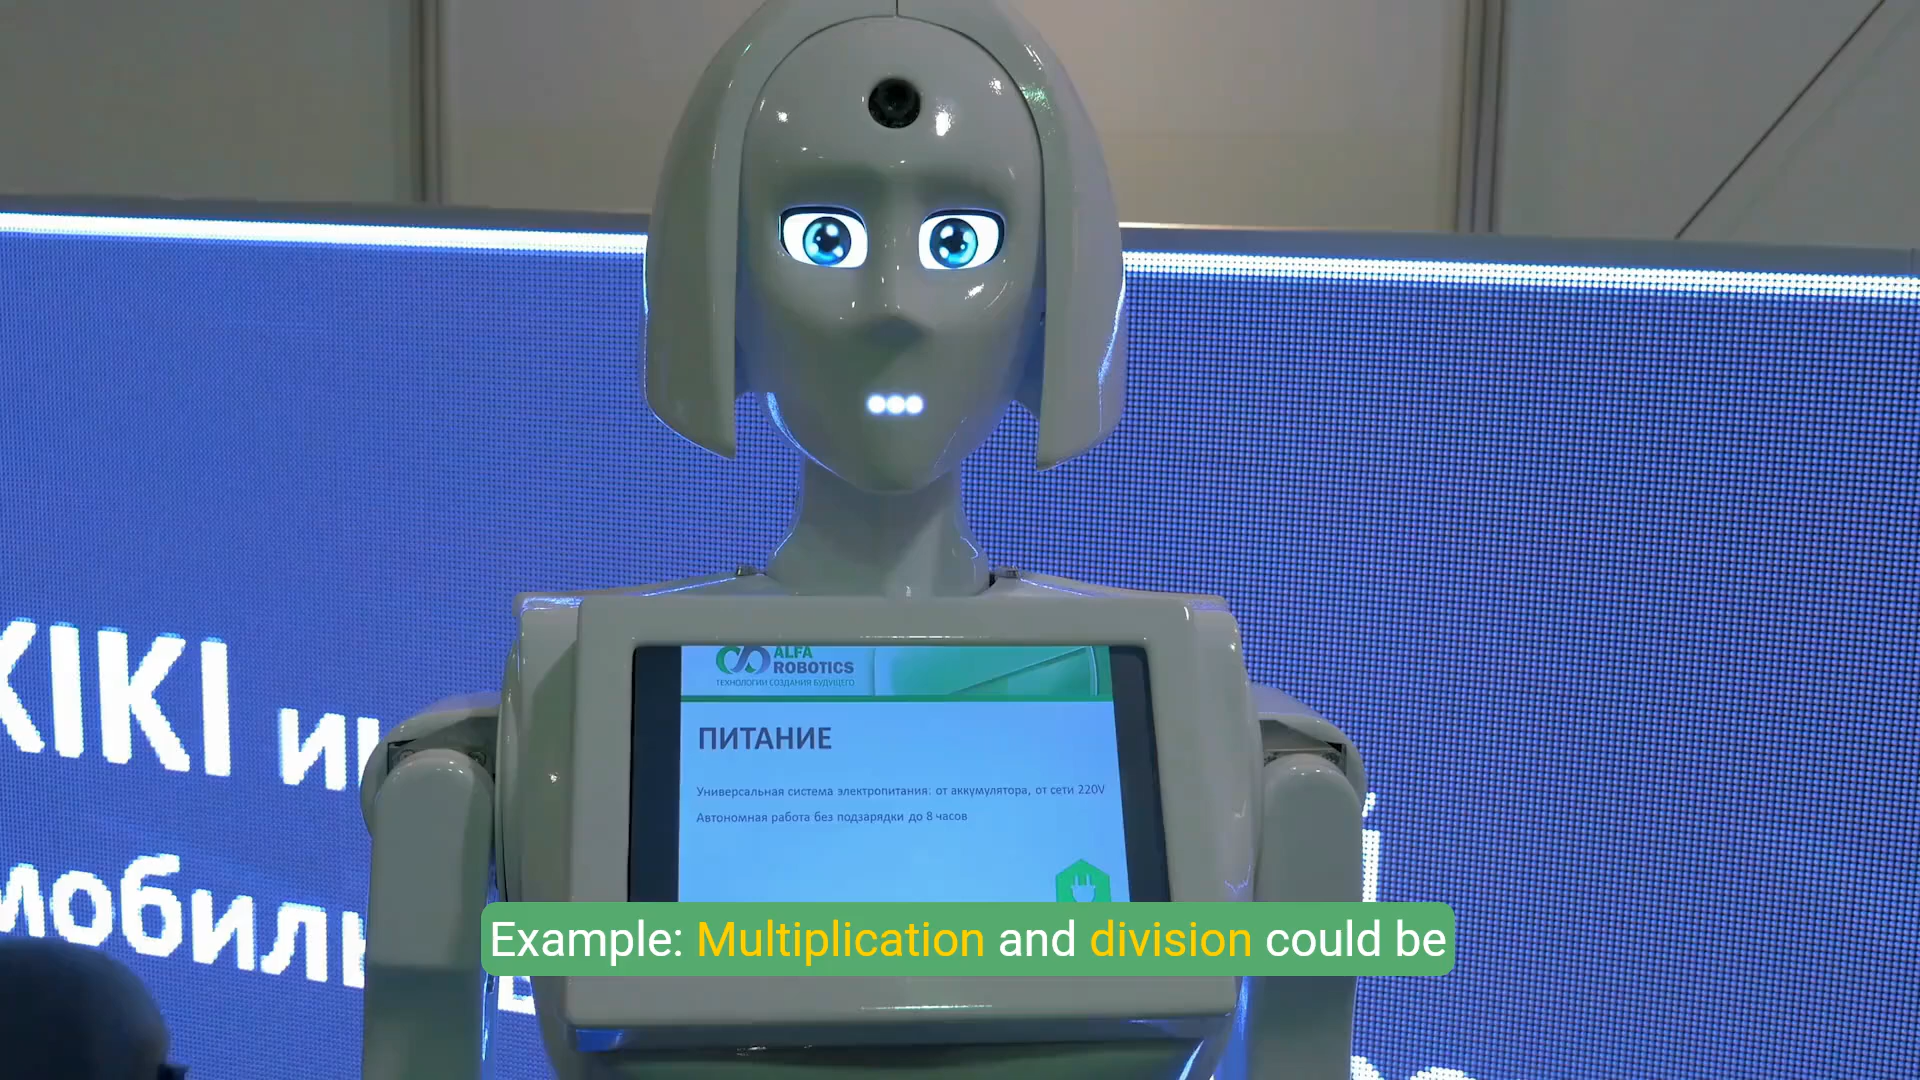 ALFA
ROBOTICS
ТЕХНОЛОГИИ СОЗДАНИЯ БУДУЩЕГО
ПИТАНИЕ
Универсальная система электропитания: от аккумулятора, от сети 220V
Автономная работа без подзарядки до 8 часов
KIKI
Example: Multiplication and division could be